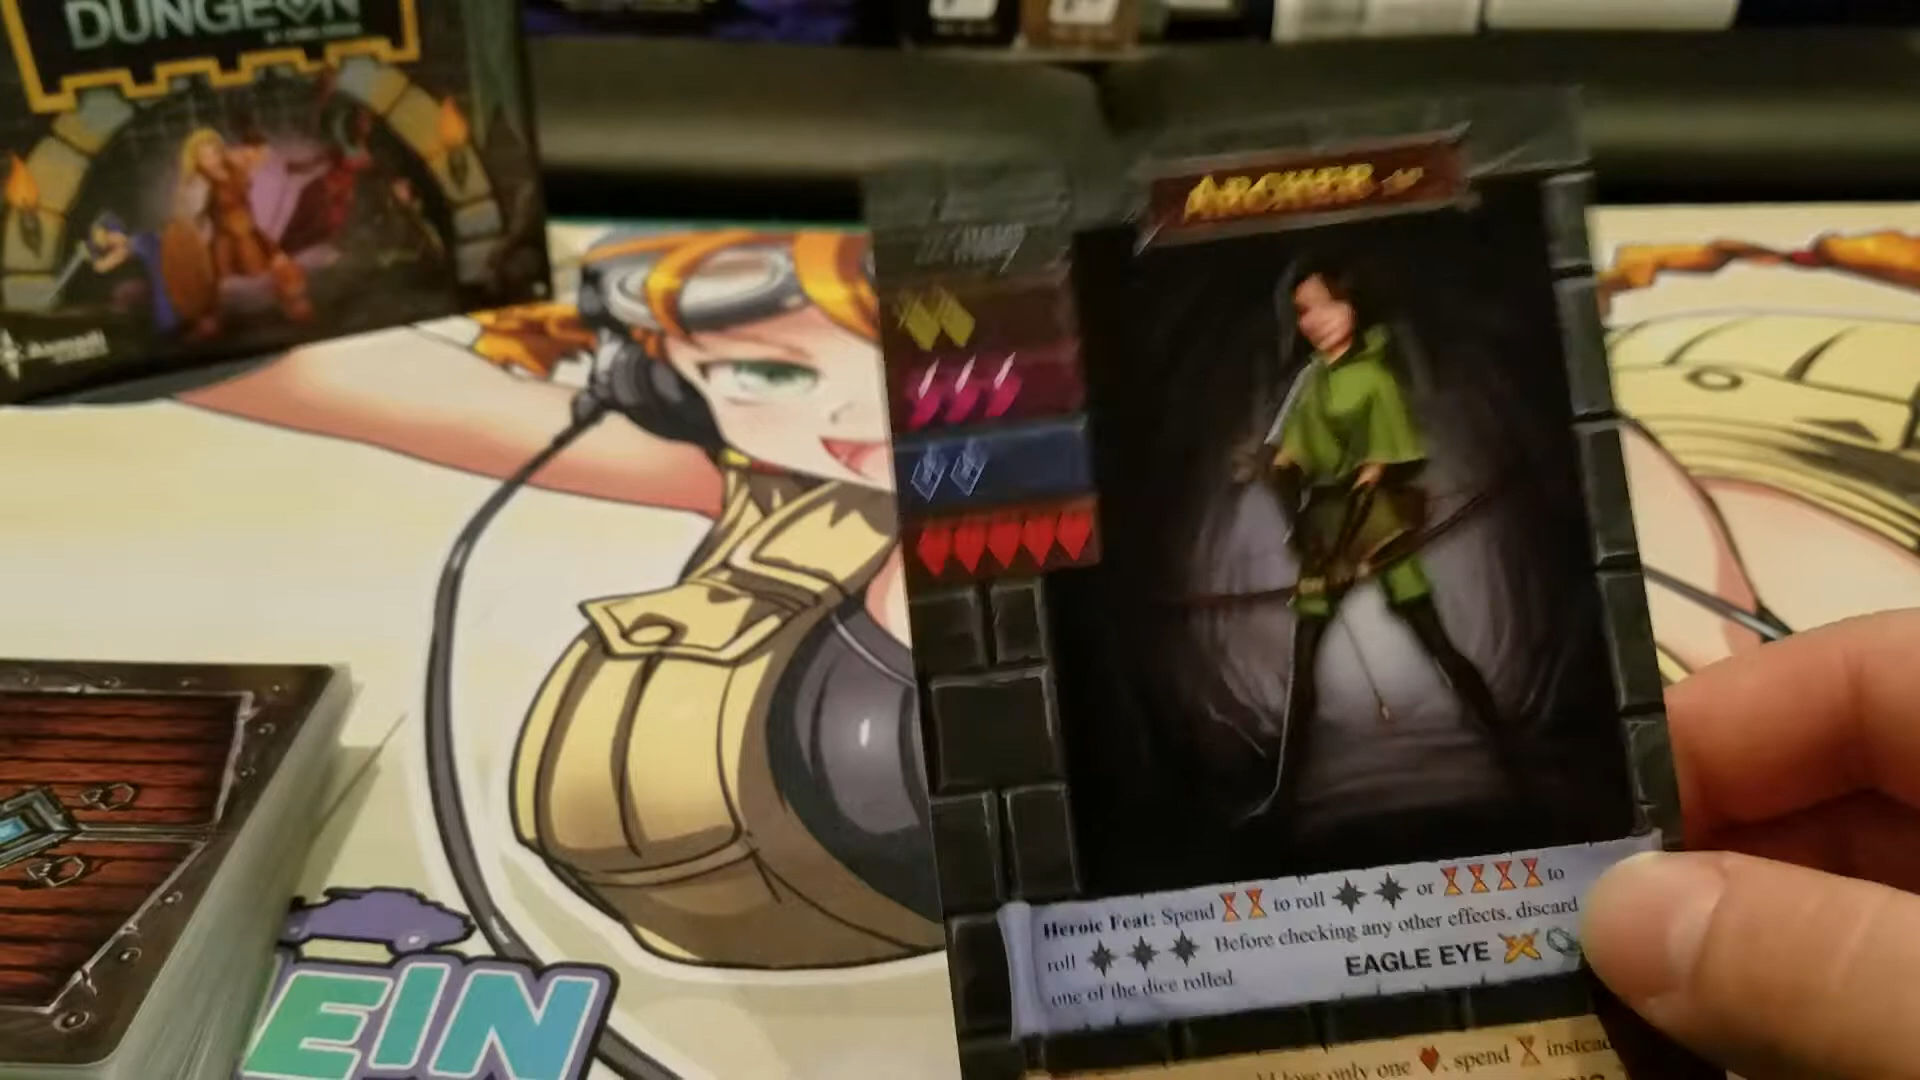 DUNGEON
Asmadi
ARCHER
Heroic Feat: Spend to roll or to
roll Before checking any other effects, discard
one of the dice rolled.
EAGLE EYE
only one , spend instead
EIN